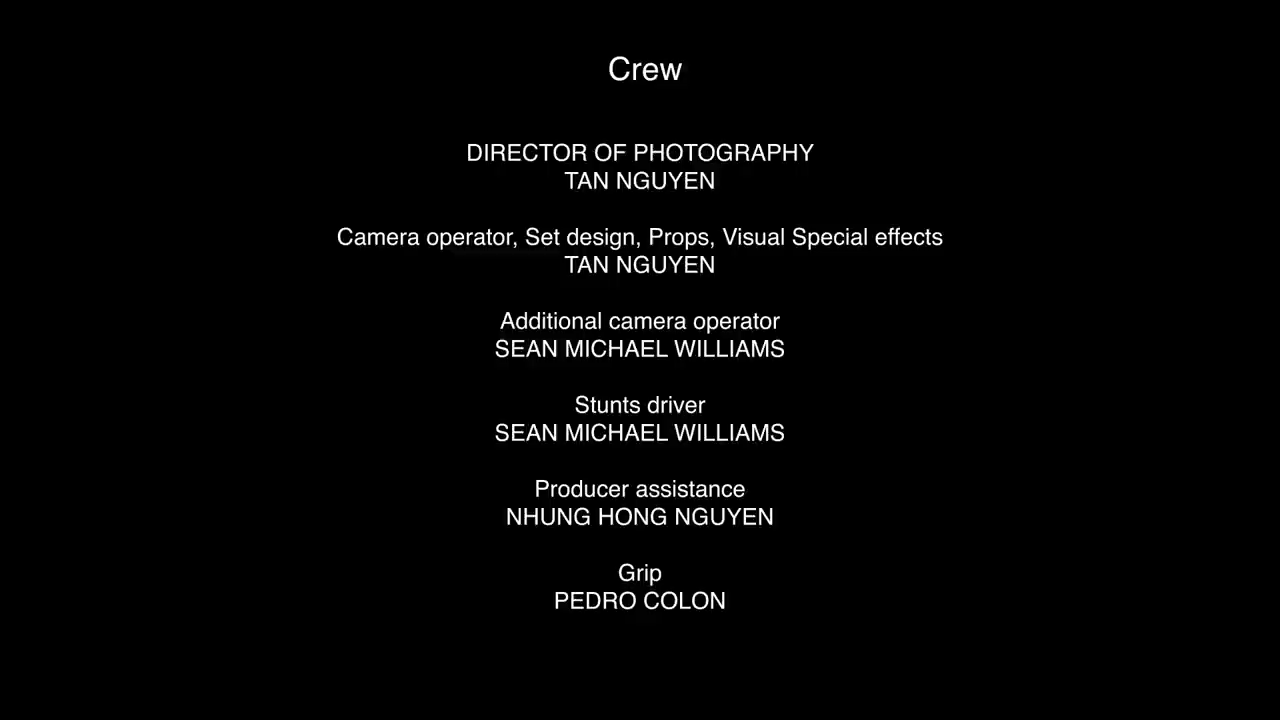 Crew
DIRECTOR OF PHOTOGRAPHY
TAN NGUYEN
Camera operator, Set design, Props, Visual Special effects
TAN NGUYEN
Additional camera operator
SEAN MICHAEL WILLIAMS
Stunts driver
SEAN MICHAEL WILLIAMS
Producer assistance
NHUNG HONG NGUYEN
Grip
PEDRO COLON